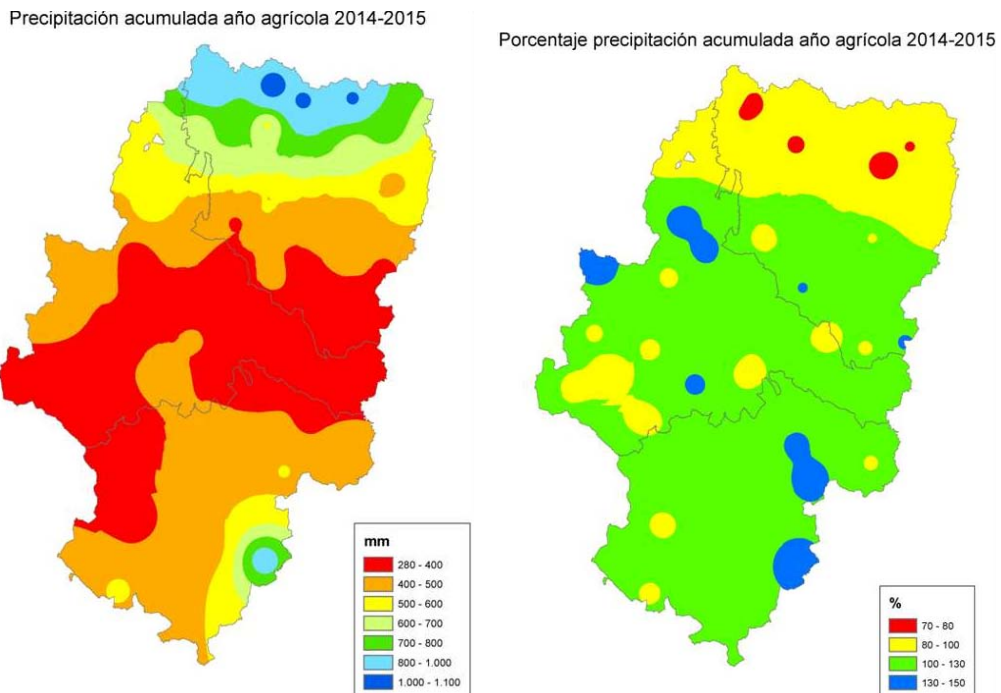 Precipitación acumulada año agrícola 2014-2015
Porcentaje precipitación acumulada año agrícola 2014-2015
mm
280 - 400
400 - 500
500 - 600
600 - 700
700 - 800
800 - 1.000
1.000 - 1.100
%
70 - 80
80 - 100
100 - 130
130 - 150